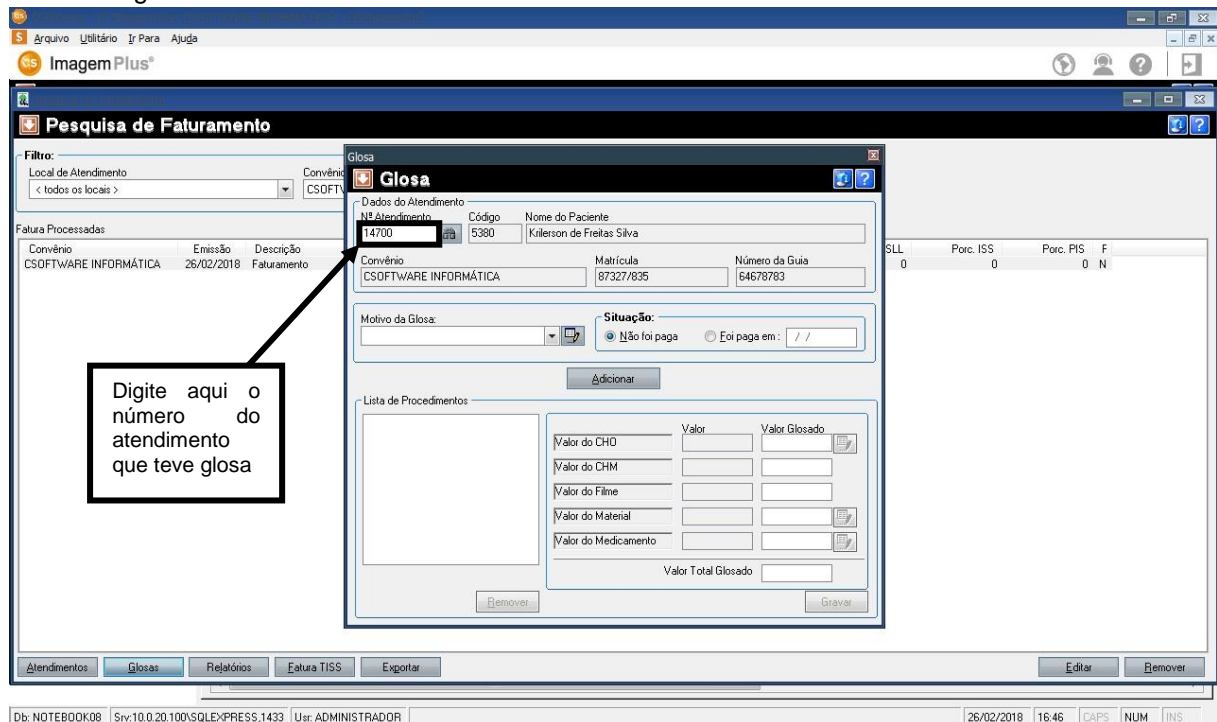 Arquivo Utilitário Ir Para Ajuda
ImagemPlus®
Pesquisa de Faturamento
Filtro:
Local de Atendimento
Convênio
< todos os locais >
Fatura Processadas
Convênio Emissão Descrição SLL Porc. ISS Porc. PIS F
CSOFTWARE INFORMÁTICA 26/02/2018 Faturamento 0 0 0 N
Glosa
Glosa
Dados do Atendimento
Nº Atendimento Código Nome do Paciente
14700 5380 Krilerson de Freitas Silva
Convênio Matrícula Número da Guia
CSOFTWARE INFORMÁTICA 87327/835 64678783
Motivo da Glosa:
Situação:
Não foi paga Foi paga em : / /
Adicionar
Lista de Procedimentos
Valor Valor Glosado
Valor do CHO
Valor do CHM
Valor do Filme
Valor do Material
Valor do Medicamento
Valor Total Glosado
Remover Gravar
Digite aqui o
número do
atendimento
que teve glosa
Atendimentos Glosas Relatórios Fatura TISS Exportar Editar Remover
Db: NOTEBOOK08 Srv:10.0.20.100\SQLEXPRESS,1433 Usr: ADMINISTRADOR 26/02/2018 16:46 CAPS NUM INS